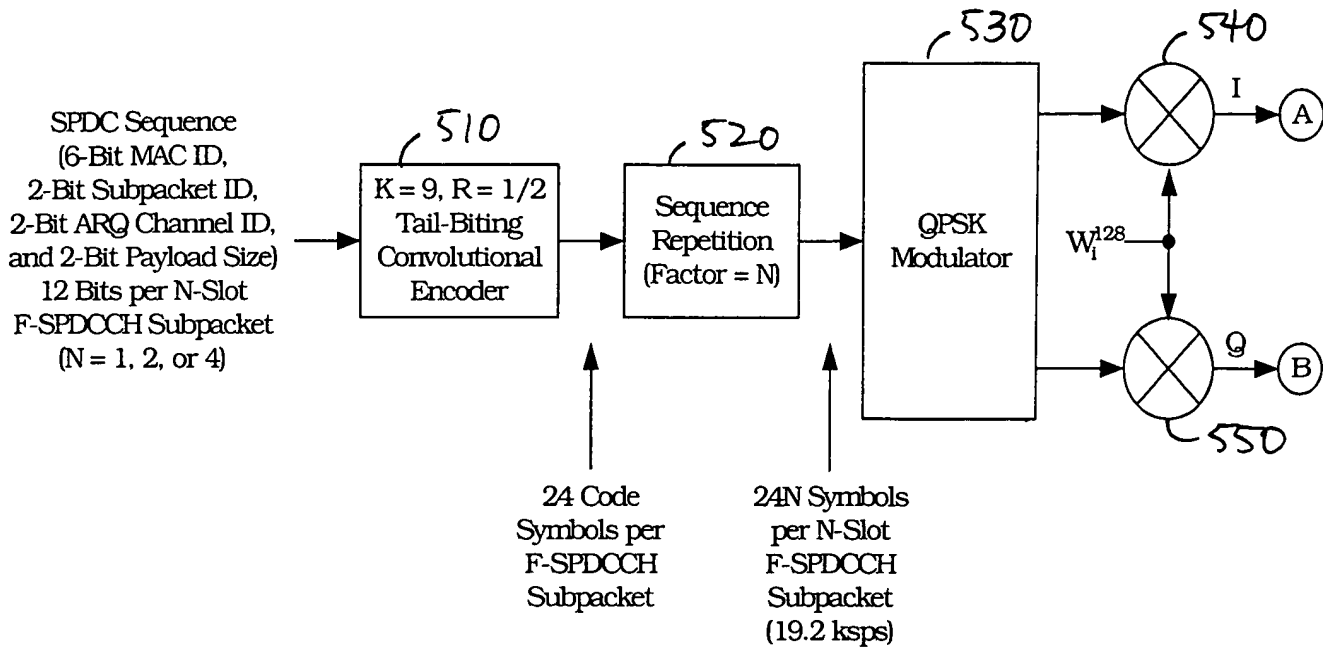 530
540
I
A
SPDC Sequence
(6-Bit MAC ID,
2-Bit Subpacket ID,
2-Bit ARQ Channel ID,
and 2-Bit Payload Size)
12 Bits per N-Slot
F-SPDCCH Subpacket
(N = 1, 2, or 4)
510
K = 9, R = 1/2
Tail-Biting
Convolutional
Encoder
520
Sequence
Repetition
(Factor = N)
QPSK
Modulator
W_i^128
Q
B
550
24 Code
Symbols per
F-SPDCCH
Subpacket
24N Symbols
per N-Slot
F-SPDCCH
Subpacket
(19.2 ksps)